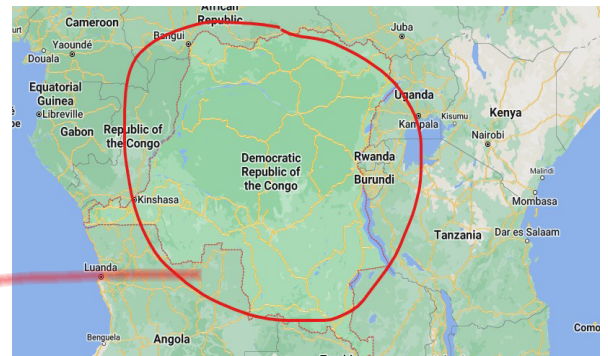 African
Republic
Cameroon
Bangui
Juba
Yaoundé
Douala
Equatorial
Guinea
Libreville
Gabon
Republic of
the Congo
Uganda
Kampala
Kisumu
Kenya
Nairobi
Democratic
Republic of
the Congo
Rwanda
Burundi
Malindi
Mombasa
Kinshasa
Tanzania
Dar es Salaam
Luanda
Benguela
Angola
Como